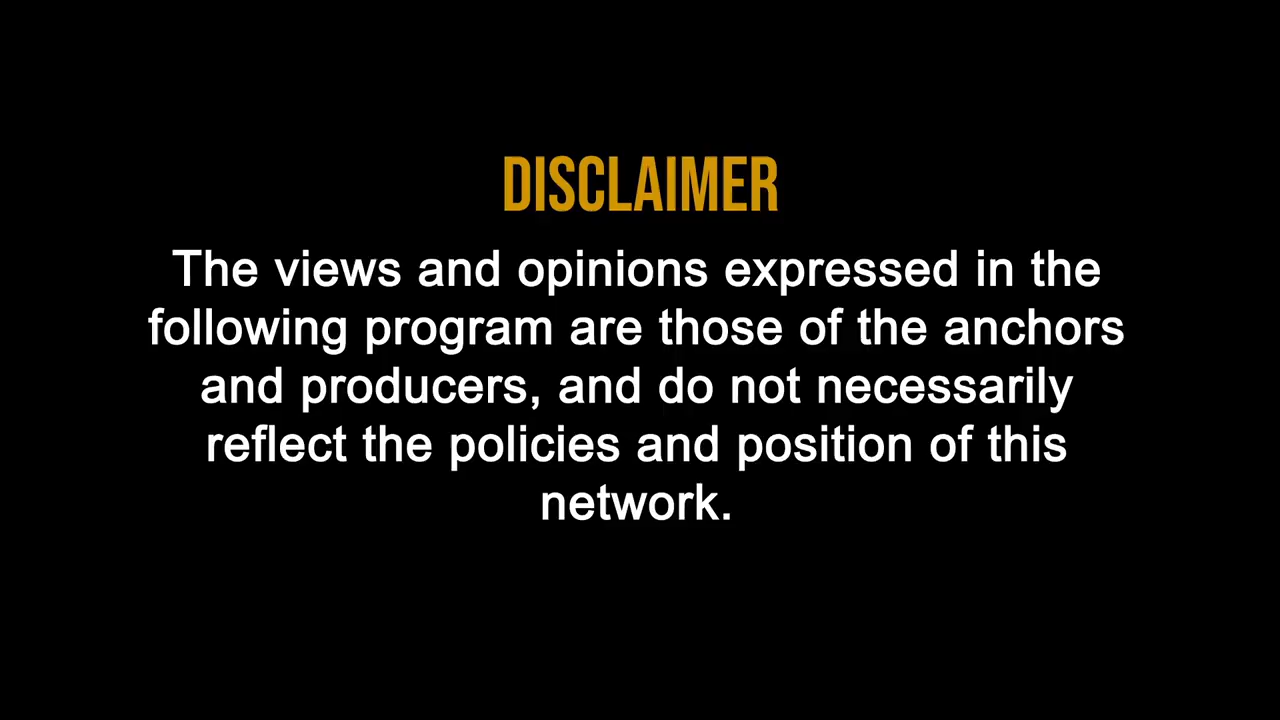 DISCLAIMER
The views and opinions expressed in the
following program are those of the anchors
and producers, and do not necessarily
reflect the policies and position of this
network.